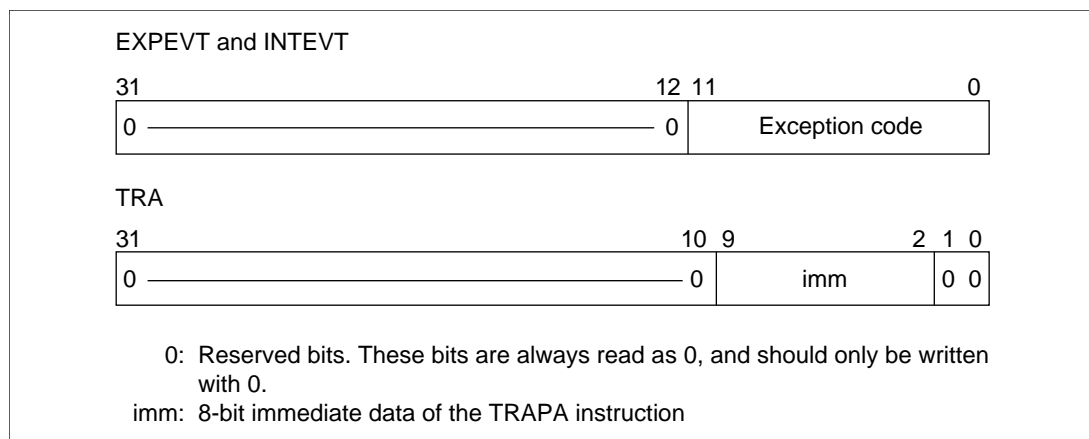 EXPEVT and INTEVT
31 12 11 0
0 0 Exception code
TRA
31 10 9 2 1 0
0 0 imm 0 0
0: Reserved bits. These bits are always read as 0, and should only be written
with 0.
imm: 8-bit immediate data of the TRAPA instruction